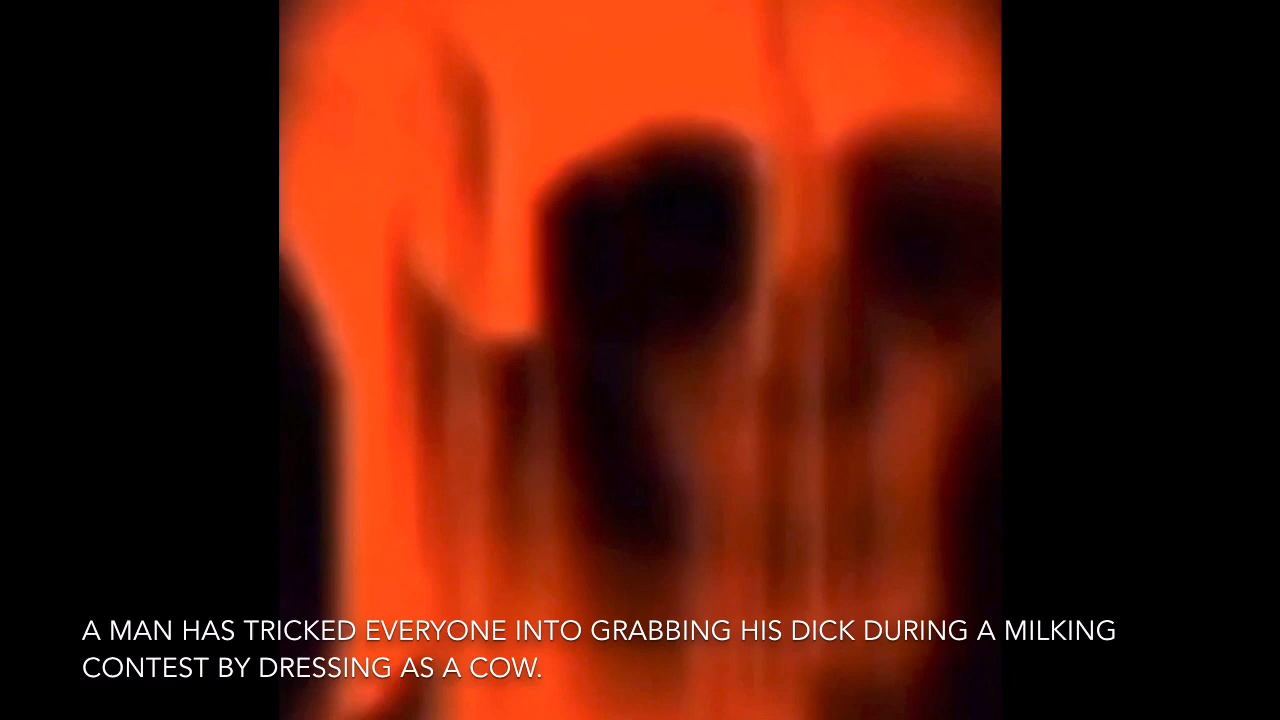 A MAN HAS TRICKED EVERYONE INTO GRABBING HIS DICK DURING A MILKING
CONTEST BY DRESSING AS A COW.